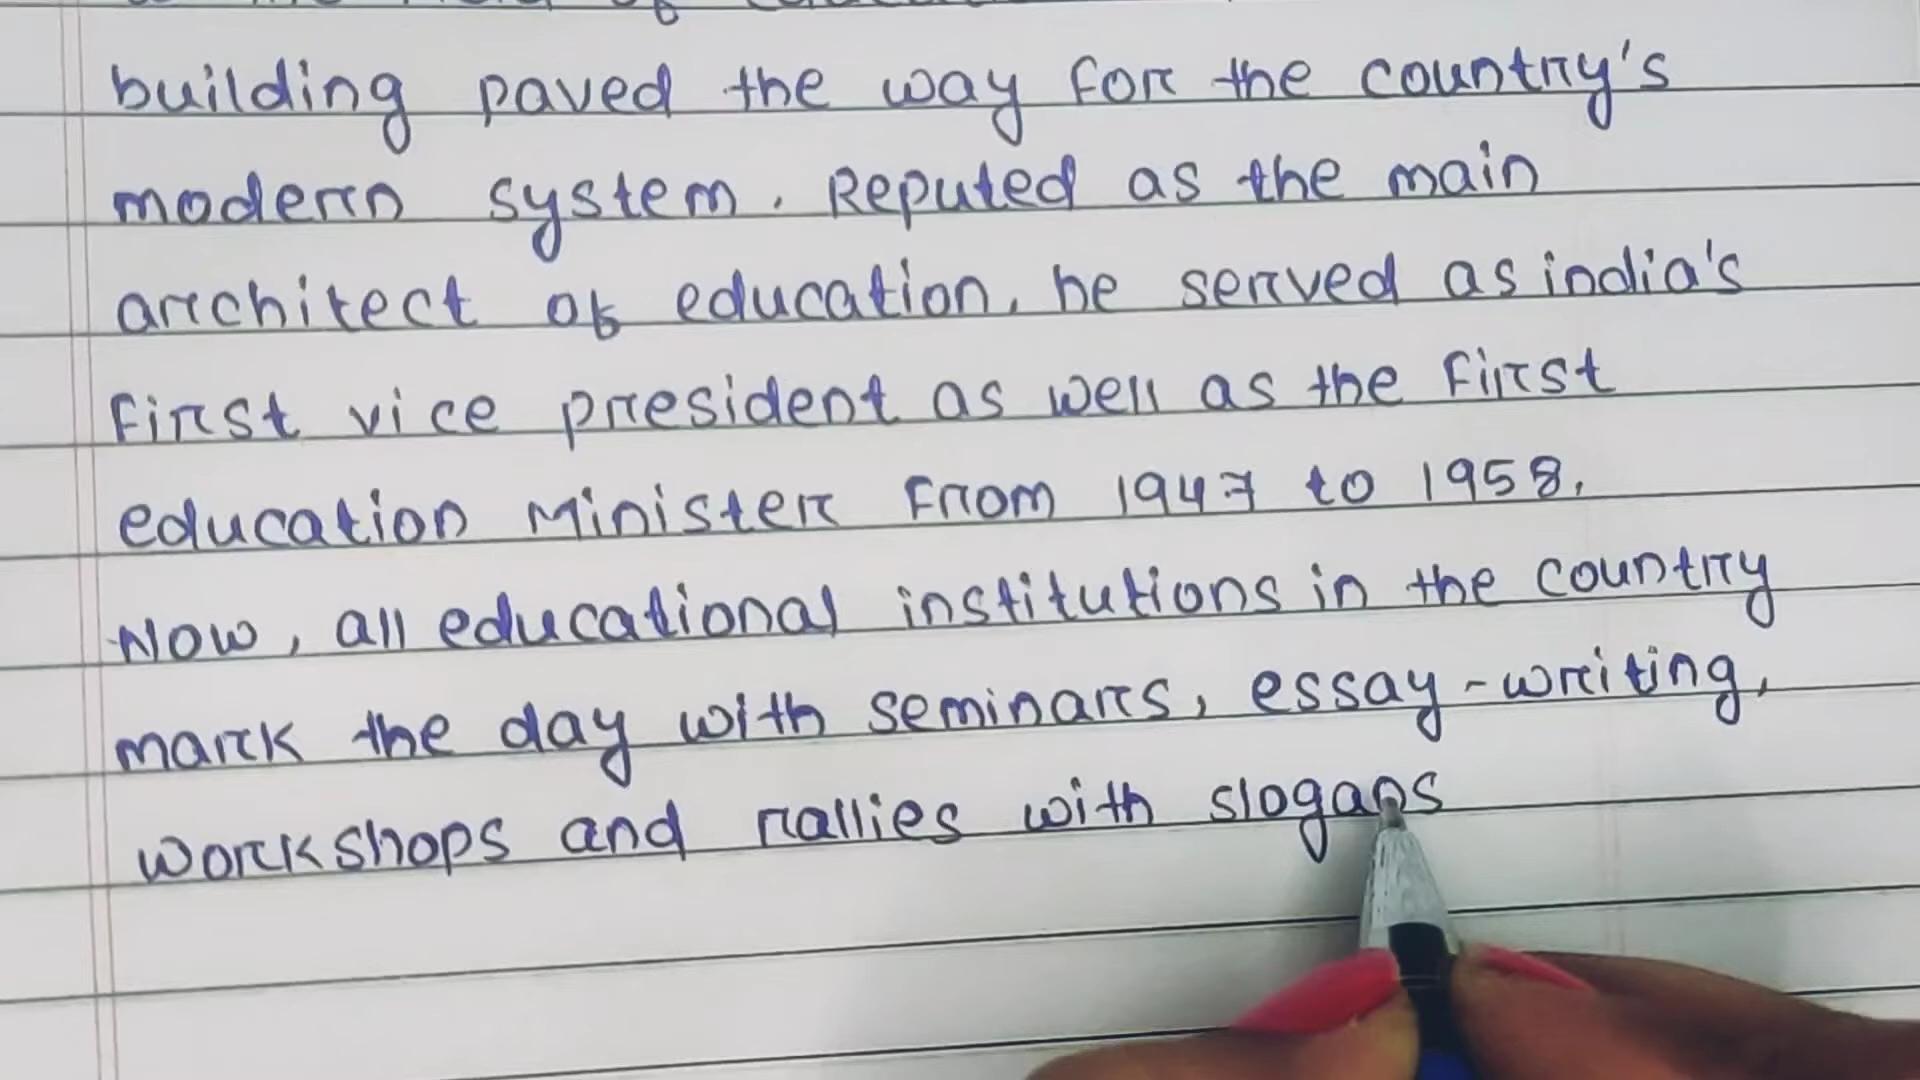 building paved the way for the country's
modern system. Reputed as the main
architect of education, he served as india's
first vice president as well as the first
education Minister From 1947 to 1958.
Now, all educational institutions in the country
mark the day with seminars, essay-writing,
workshops and rallies with slogans